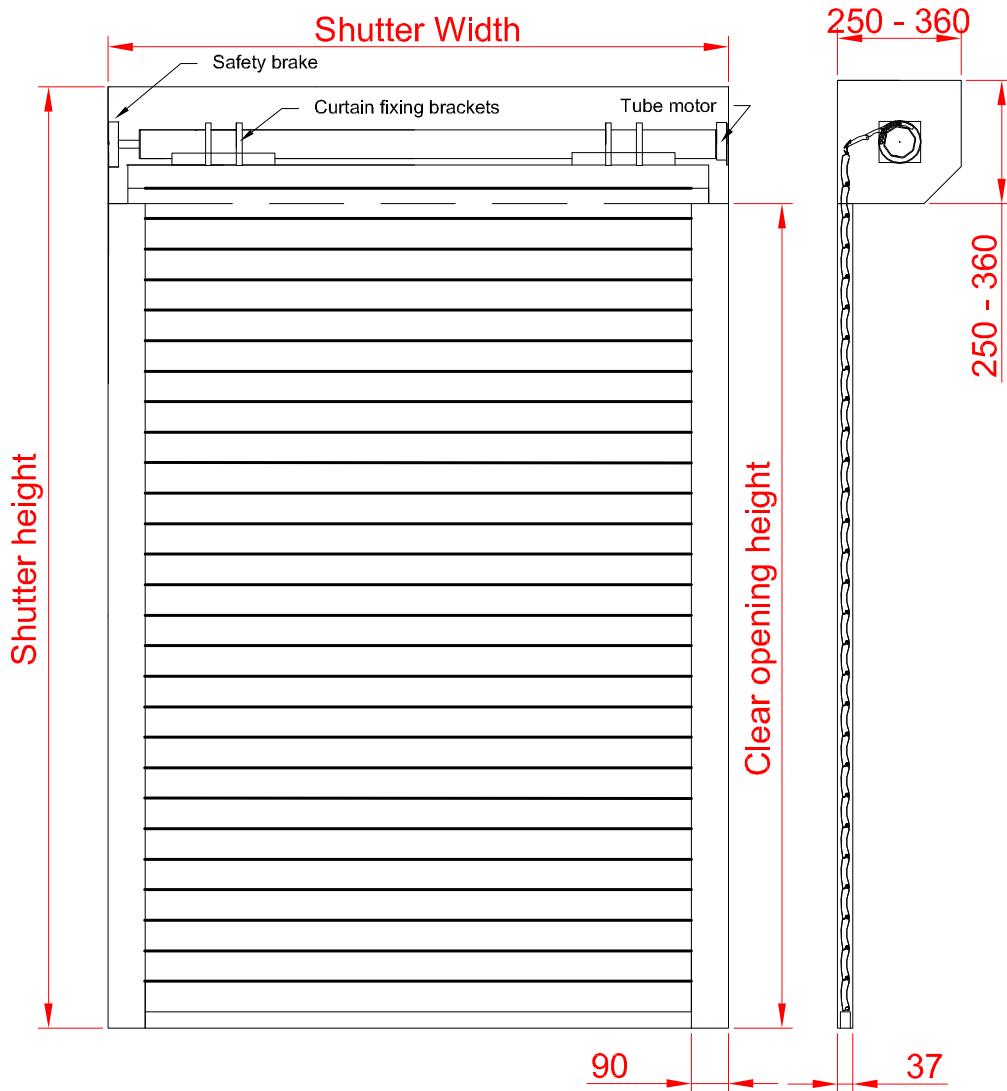 Shutter Width
250 - 360
Safety brake
Curtain fixing brackets
Tube motor
250 - 360
Shutter height
Clear opening height
90
37